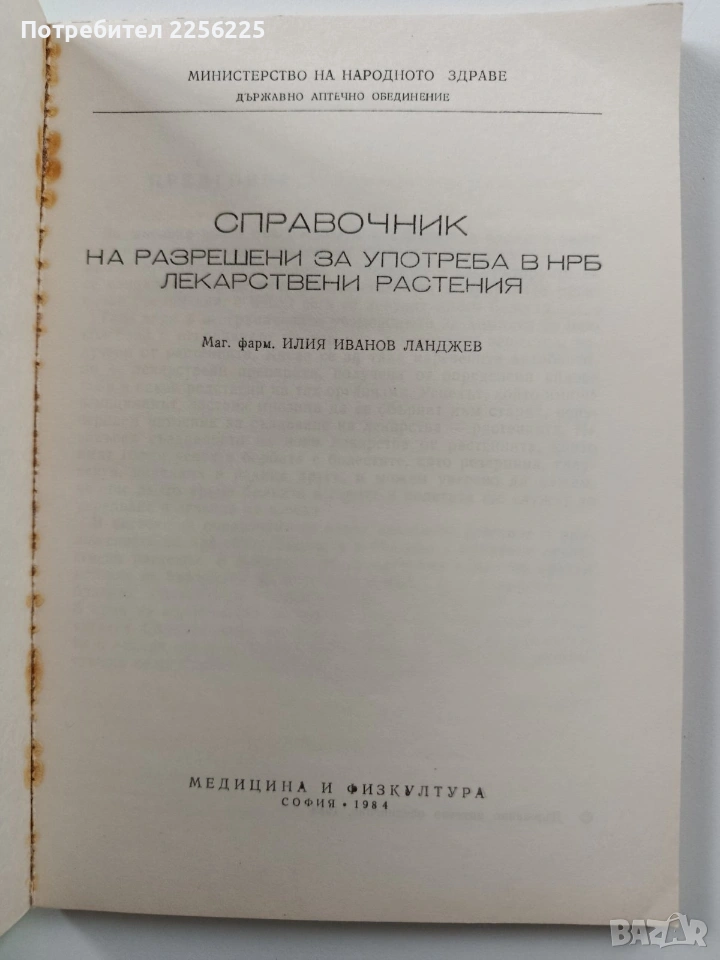 Потребител 2256225
МИНИСТЕРСТВО НА НАРОДНОТО ЗДРАВЕ
ДЪРЖАВНО АПТЕЧНО ОБЕДИНЕНИЕ
СПРАВОЧНИК
НА РАЗРЕШЕНИ ЗА УПОТРЕБА В НРБ
ЛЕКАРСТВЕНИ РАСТЕНИЯ
Маг. фарм. ИЛИЯ ИВАНОВ ЛАНДЖЕВ
МЕДИЦИНА И ФИЗКУЛТУРА
СОФИЯ • 1984
BAZAR